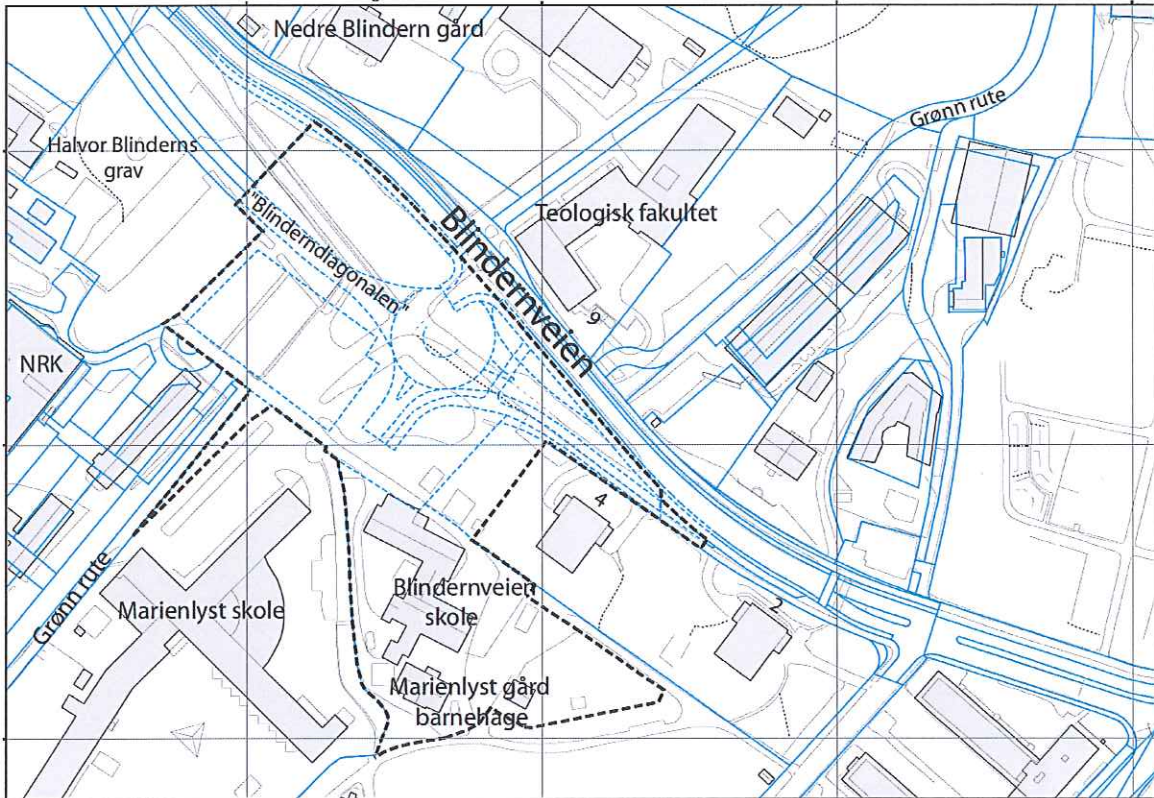 Nedre Blindern gård
Halvor Blinderns
grav
Grønn rute
"Blinderndiagonalen"
Blindernveien
Teologisk fakultet
9
NRK
4
Grønn rute
Marienlyst skole
Blindernveien
skole
2
Marienlyst gård
barnehage